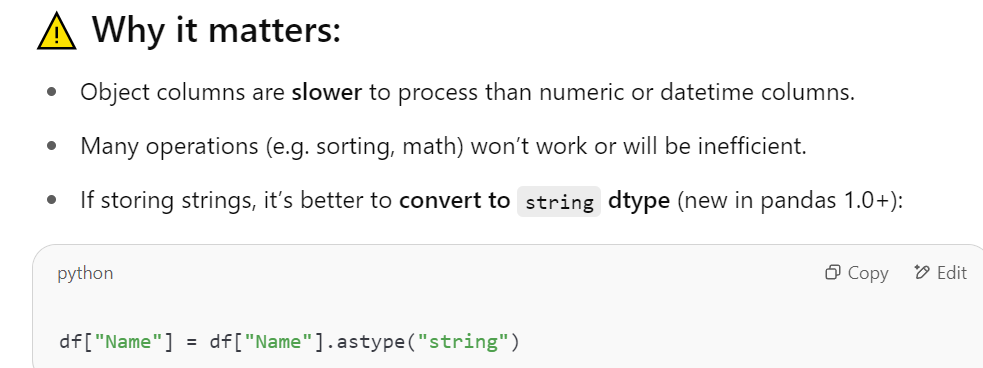 ⚠️ Why it matters:
• Object columns are slower to process than numeric or datetime columns.
• Many operations (e.g. sorting, math) won’t work or will be inefficient.
• If storing strings, it’s better to convert to string dtype (new in pandas 1.0+):
python Copy Edit
df["Name"] = df["Name"].astype("string")